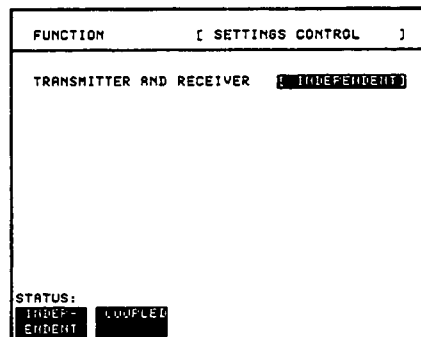 FUNCTION [ SETTINGS CONTROL ]
TRANSMITTER AND RECEIVER [ INDEPENDENT]
STATUS:
INDEP- COUPLED
ENDENT